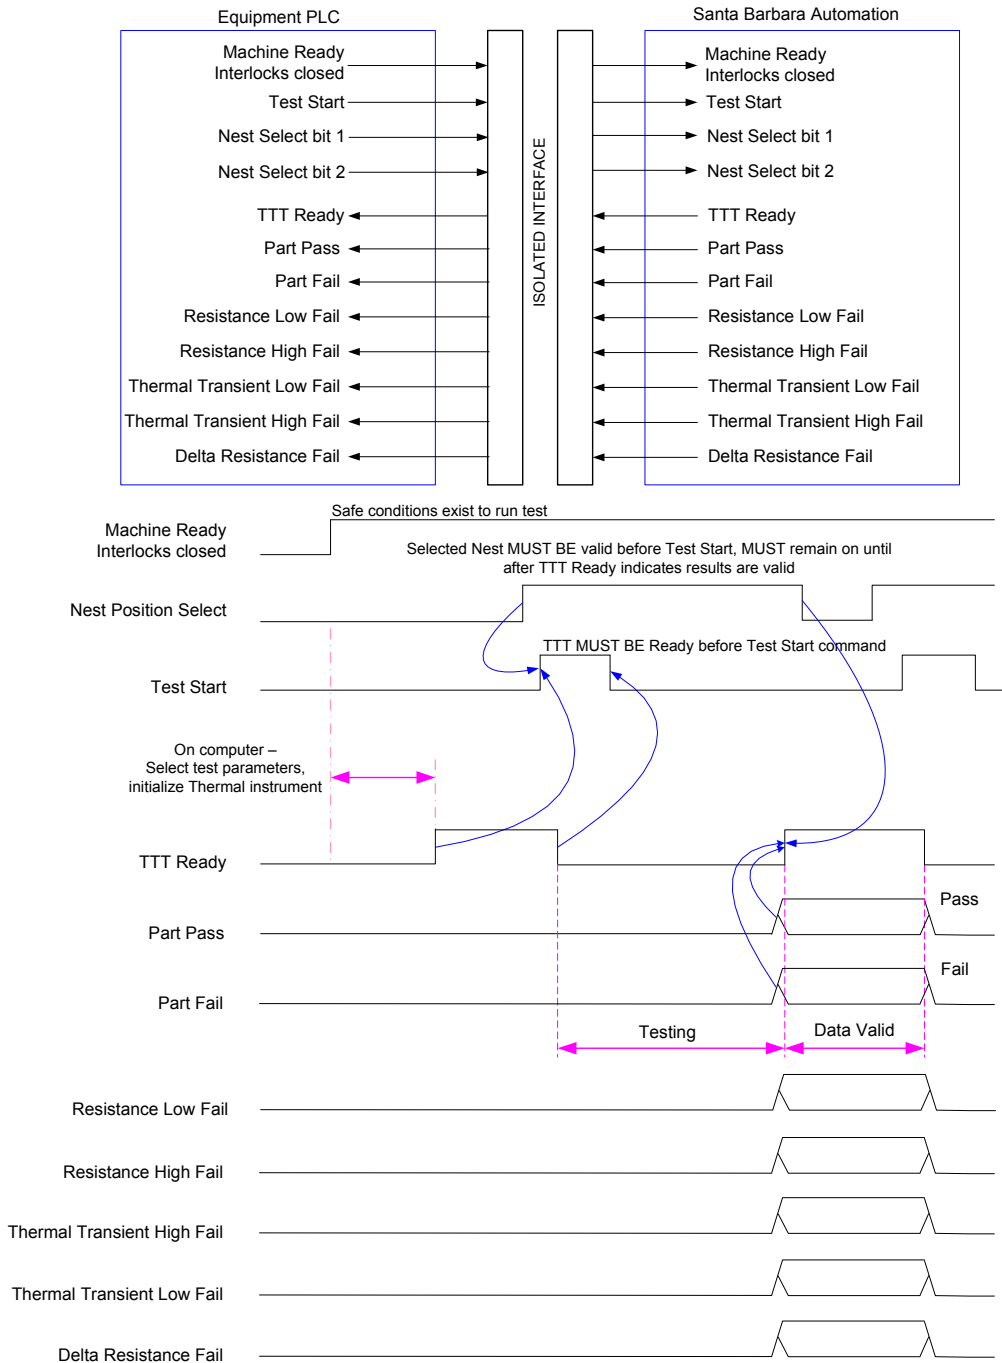 Equipment PLC
Santa Barbara Automation
Machine Ready
Interlocks closed
Test Start
Nest Select bit 1
Nest Select bit 2
TTT Ready
Part Pass
Part Fail
Resistance Low Fail
Resistance High Fail
Thermal Transient Low Fail
Thermal Transient High Fail
Delta Resistance Fail
ISOLATED INTERFACE
Machine Ready
Interlocks closed
Test Start
Nest Select bit 1
Nest Select bit 2
TTT Ready
Part Pass
Part Fail
Resistance Low Fail
Resistance High Fail
Thermal Transient Low Fail
Thermal Transient High Fail
Delta Resistance Fail
Safe conditions exist to run test
Machine Ready
Interlocks closed
Selected Nest MUST BE valid before Test Start, MUST remain on until
after TTT Ready indicates results are valid
Nest Position Select
TTT MUST BE Ready before Test Start command
Test Start
On computer –
Select test parameters,
initialize Thermal instrument
TTT Ready
Pass
Part Pass
Fail
Part Fail
Testing
Data Valid
Resistance Low Fail
Resistance High Fail
Thermal Transient High Fail
Thermal Transient Low Fail
Delta Resistance Fail